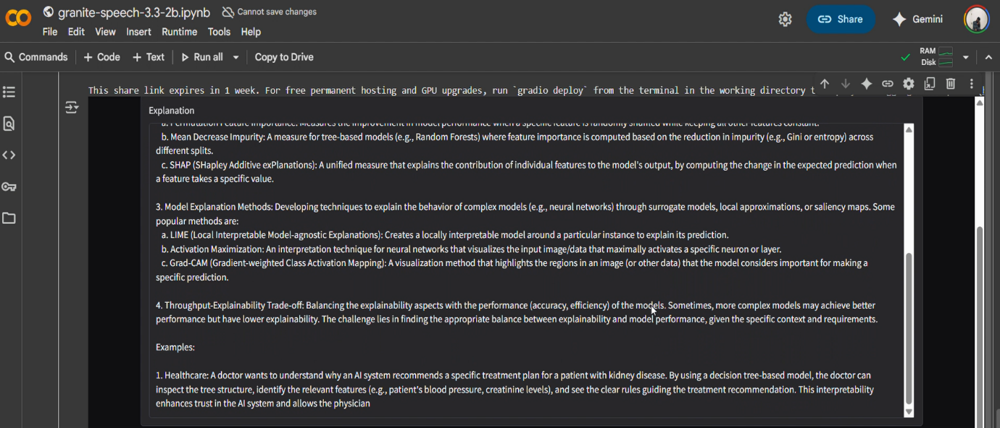 granite-speech-3.3-2b.ipynb
Cannot save changes
File Edit View Insert Runtime Tools Help
Share
Gemini
Commands + Code + Text Run all Copy to Drive
RAM
Disk
This share link expires in 1 week. For free permanent hosting and GPU upgrades, run `gradio deploy` from the terminal in the working directory t
Explanation
a. Permutation Feature Importance: Measures the improvement in model performance when a specific feature is randomly shuffled while keeping all other features constant.
b. Mean Decrease Impurity: A measure for tree-based models (e.g., Random Forests) where feature importance is computed based on the reduction in impurity (e.g., Gini or entropy) across
different splits.
c. SHAP (SHapley Additive exPlanations): A unified measure that explains the contribution of individual features to the model's output, by computing the change in the expected prediction when
a feature takes a specific value.
3. Model Explanation Methods: Developing techniques to explain the behavior of complex models (e.g., neural networks) through surrogate models, local approximations, or saliency maps. Some
popular methods are:
a. LIME (Local Interpretable Model-agnostic Explanations): Creates a locally interpretable model around a particular instance to explain its prediction.
b. Activation Maximization: An interpretation technique for neural networks that visualizes the input image/data that maximally activates a specific neuron or layer.
c. Grad-CAM (Gradient-weighted Class Activation Mapping): A visualization method that highlights the regions in an image (or other data) that the model considers important for making a
specific prediction.
4. Throughput-Explainability Trade-off: Balancing the explainability aspects with the performance (accuracy, efficiency) of the models. Sometimes, more complex models may achieve better
performance but have lower explainability. The challenge lies in finding the appropriate balance between explainability and model performance, given the specific context and requirements.
Examples:
1. Healthcare: A doctor wants to understand why an AI system recommends a specific treatment plan for a patient with kidney disease. By using a decision tree-based model, the doctor can
inspect the tree structure, identify the relevant features (e.g., patient's blood pressure, creatinine levels), and see the clear rules guiding the treatment recommendation. This interpretability
enhances trust in the AI system and allows the physician